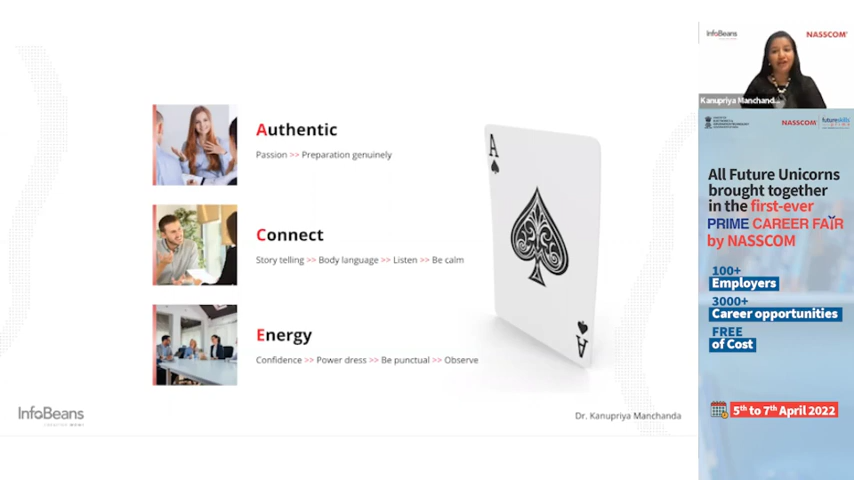 Authentic
Passion >> Preparation genuinely
Connect
Story telling >> Body language >> Listen >> Be calm
Energy
Confidence >> Power dress >> Be punctual >> Observe
A
A
InfoBeans
Dr. Kanupriya Manchanda
InfoBeans
NASSCOM
Kanupriya Manchand...
NASSCOM
futureskills
All Future Unicorns
brought together
in the first-ever
PRIME CAREER FAIR
by NASSCOM
100+
Employers
3000+
Career opportunities
FREE
of Cost
5th to 7th April 2022